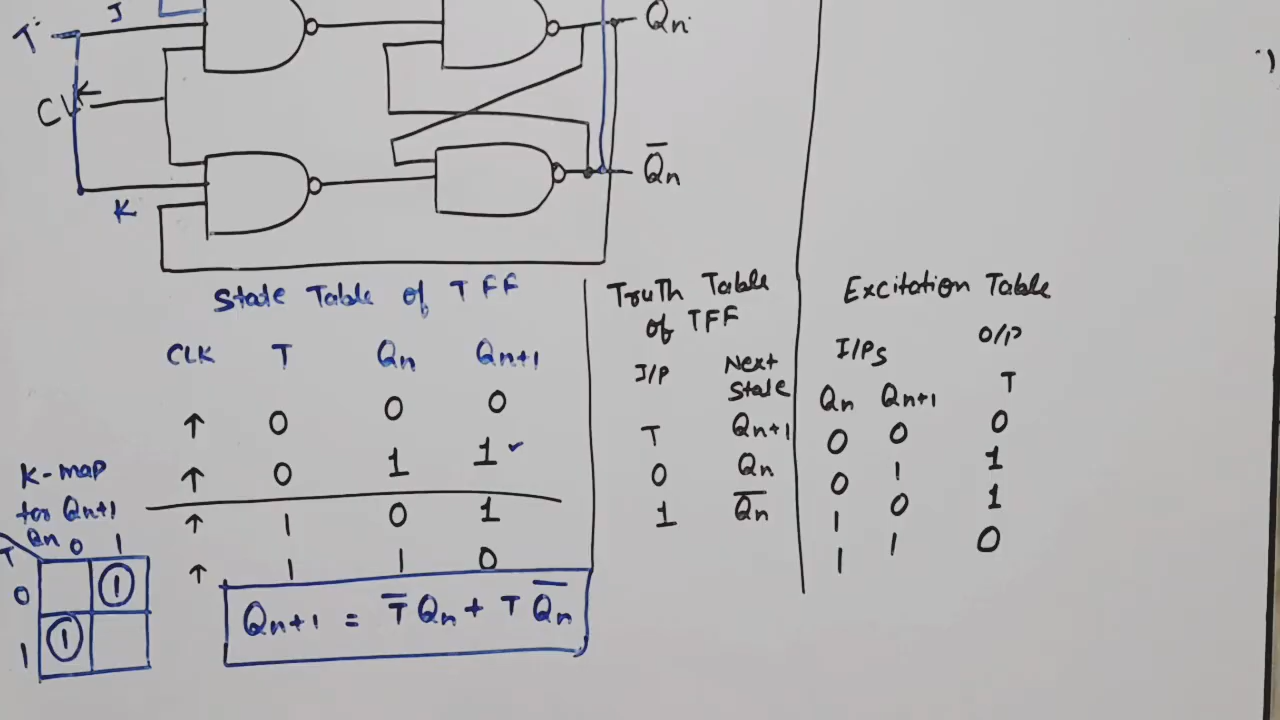 J
T
Qn
CLK
K
Q̅n
State Table of TFF
CLK T Qn Qn+1
↑ 0 0 0
↑ 0 1 1
↑ 1 0 1
↑ 1 1 0
K-map
for Qn+1
Qn 0 1
T
0 1
1 1
Qn+1 = T̅ Qn + T Q̅n
Truth Table
of TFF
I/P Next
State
T Qn+1
0 Qn
1 Q̅n
Excitation Table
I/Ps O/P
Qn Qn+1 T
0 0 0
0 1 1
1 0 1
1 1 0